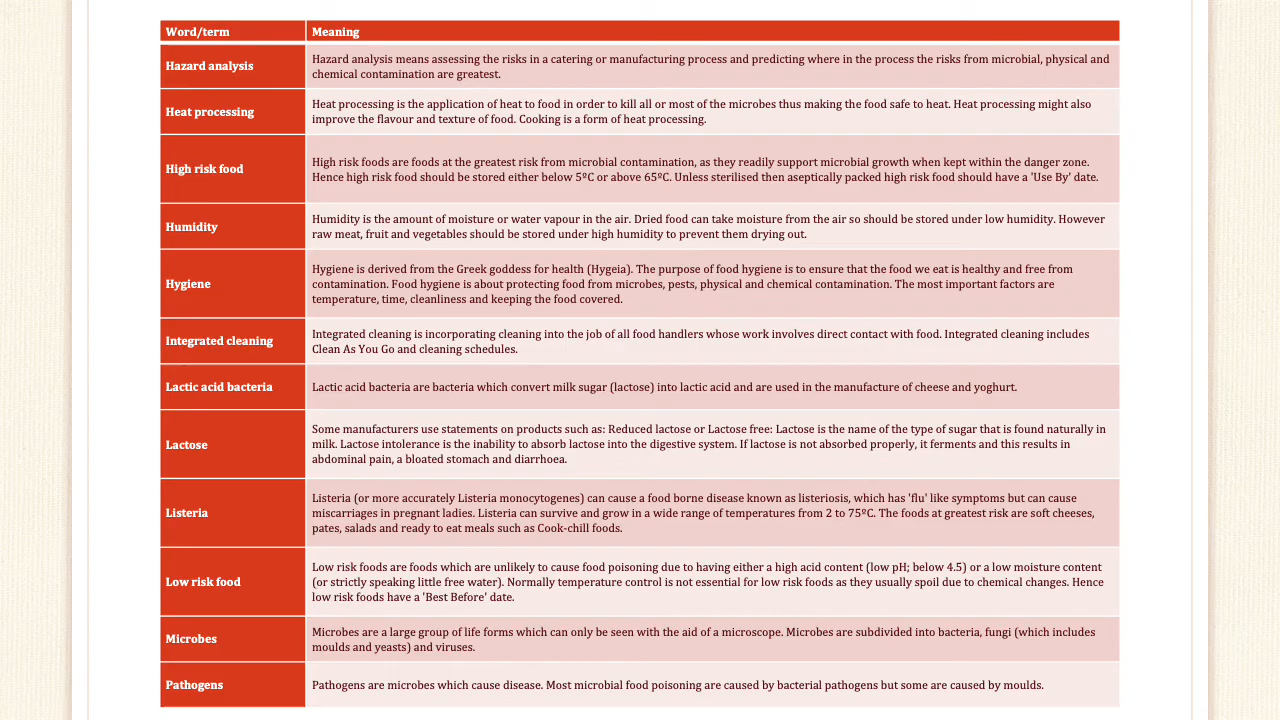 Word/term
Meaning
Hazard analysis
Hazard analysis means assessing the risks in a catering or manufacturing process and predicting where in the process the risks from microbial, physical and
chemical contamination are greatest.
Heat processing
Heat processing is the application of heat to food in order to kill all or most of the microbes thus making the food safe to heat. Heat processing might also
improve the flavour and texture of food. Cooking is a form of heat processing.
High risk food
High risk foods are foods at the greatest risk from microbial contamination, as they readily support microbial growth when kept within the danger zone.
Hence high risk food should be stored either below 5ºC or above 65ºC. Unless sterilised then aseptically packed high risk food should have a 'Use By' date.
Humidity
Humidity is the amount of moisture or water vapour in the air. Dried food can take moisture from the air so should be stored under low humidity. However
raw meat, fruit and vegetables should be stored under high humidity to prevent them drying out.
Hygiene
Hygiene is derived from the Greek goddess for health (Hygeia). The purpose of food hygiene is to ensure that the food we eat is healthy and free from
contamination. Food hygiene is about protecting food from microbes, pests, physical and chemical contamination. The most important factors are
temperature, time, cleanliness and keeping the food covered.
Integrated cleaning
Integrated cleaning is incorporating cleaning into the job of all food handlers whose work involves direct contact with food. Integrated cleaning includes
Clean As You Go and cleaning schedules.
Lactic acid bacteria
Lactic acid bacteria are bacteria which convert milk sugar (lactose) into lactic acid and are used in the manufacture of cheese and yoghurt.
Lactose
Some manufacturers use statements on products such as: Reduced lactose or Lactose free: Lactose is the name of the type of sugar that is found naturally in
milk. Lactose intolerance is the inability to absorb lactose into the digestive system. If lactose is not absorbed properly, it ferments and this results in
abdominal pain, a bloated stomach and diarrhoea.
Listeria
Listeria (or more accurately Listeria monocytogenes) can cause a food borne disease known as listeriosis, which has 'flu' like symptoms but can cause
miscarriages in pregnant ladies. Listeria can survive and grow in a wide range of temperatures from 2 to 75ºC. The foods at greatest risk are soft cheeses,
pates, salads and ready to eat meals such as Cook-chill foods.
Low risk food
Low risk foods are foods which are unlikely to cause food poisoning due to having either a high acid content (low pH; below 4.5) or a low moisture content
(or strictly speaking little free water). Normally temperature control is not essential for low risk foods as they usually spoil due to chemical changes. Hence
low risk foods have a 'Best Before' date.
Microbes
Microbes are a large group of life forms which can only be seen with the aid of a microscope. Microbes are subdivided into bacteria, fungi (which includes
moulds and yeasts) and viruses.
Pathogens
Pathogens are microbes which cause disease. Most microbial food poisoning are caused by bacterial pathogens but some are caused by moulds.